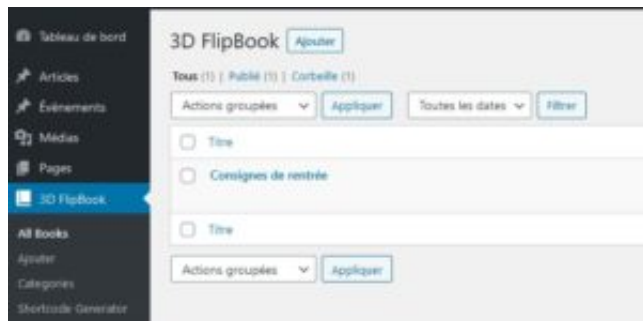 Tableau de bord
Articles
Évènements
Médias
Pages
3D FlipBook
All Books
Ajouter
Categories
Shortcode Generator
3D FlipBook Ajouter
Tous (1) | Publié (1) | Corbeille (1)
Actions groupées Appliquer Toutes les dates Filtrer
Titre
Consignes de rentrée
Titre
Actions groupées Appliquer